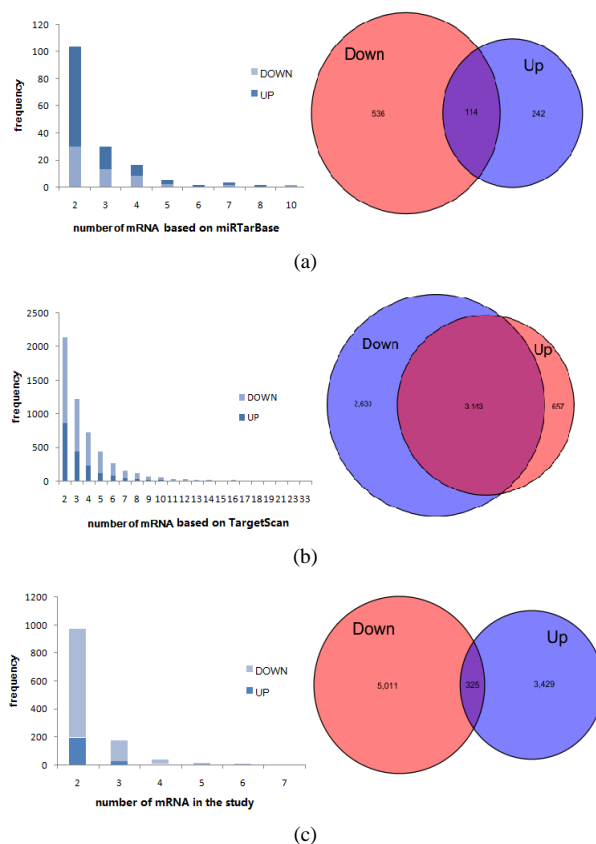 120
100
80
60
40
20
0
frequency
DOWN
UP
2 3 4 5 6 7 8 10
number of mRNA based on miRTarBase
Down
Up
536
114
242
(a)
2500
2000
1500
1000
500
0
frequency
DOWN
UP
2 3 4 5 6 7 8 9 10 11 12 13 14 15 16 17 18 19 21 23 33
number of mRNA based on TargetScan
Down
Up
657
(b)
1200
1000
800
600
400
200
0
frequency
DOWN
UP
2 3 4 5 6 7
number of mRNA in the study
Down
Up
5,011
325
3,429
(c)